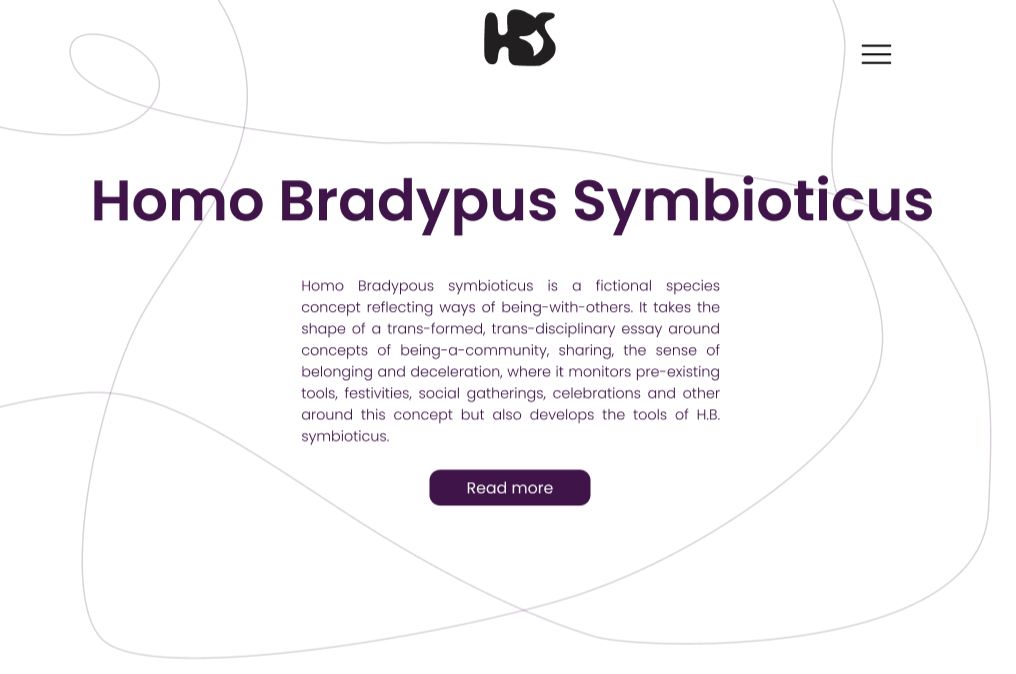 HBS
Homo Bradypus Symbioticus
Homo Bradypous symbioticus is a fictional species
concept reflecting ways of being-with-others. It takes the
shape of a trans-formed, trans-disciplinary essay around
concepts of being-a-community, sharing, the sense of
belonging and deceleration, where it monitors pre-existing
tools, festivities, social gatherings, celebrations and other
around this concept but also develops the tools of H.B.
symbioticus.
Read more